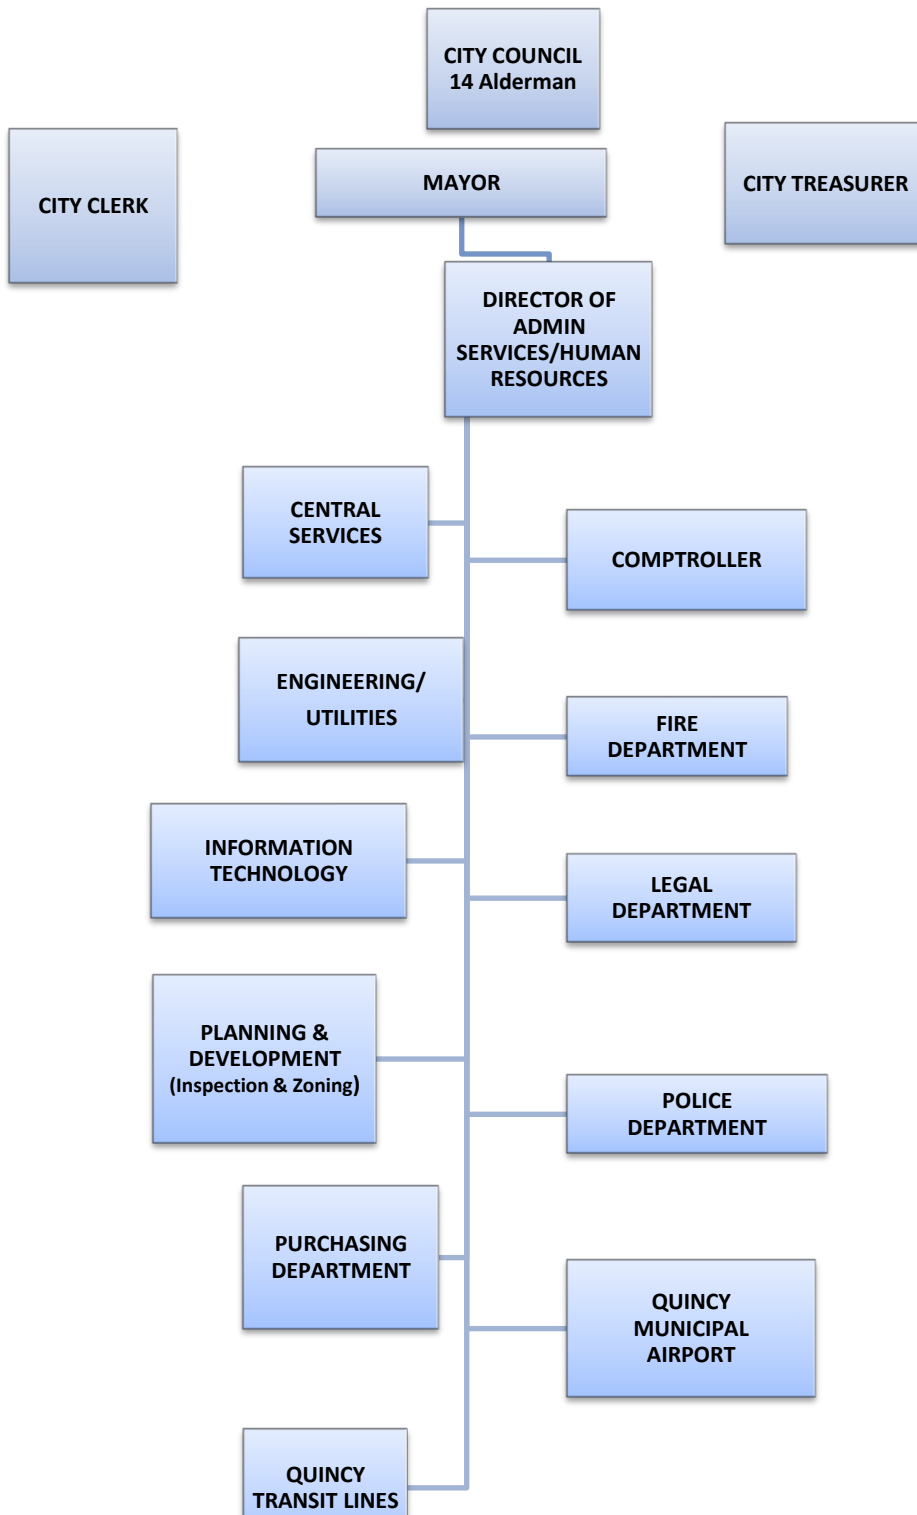 CITY COUNCIL
14 Alderman
CITY CLERK
MAYOR
CITY TREASURER
DIRECTOR OF
ADMIN
SERVICES/HUMAN
RESOURCES
CENTRAL
SERVICES
COMPTROLLER
ENGINEERING/
UTILITIES
FIRE
DEPARTMENT
INFORMATION
TECHNOLOGY
LEGAL
DEPARTMENT
PLANNING &
DEVELOPMENT
(Inspection & Zoning)
POLICE
DEPARTMENT
PURCHASING
DEPARTMENT
QUINCY
MUNICIPAL
AIRPORT
QUINCY
TRANSIT LINES